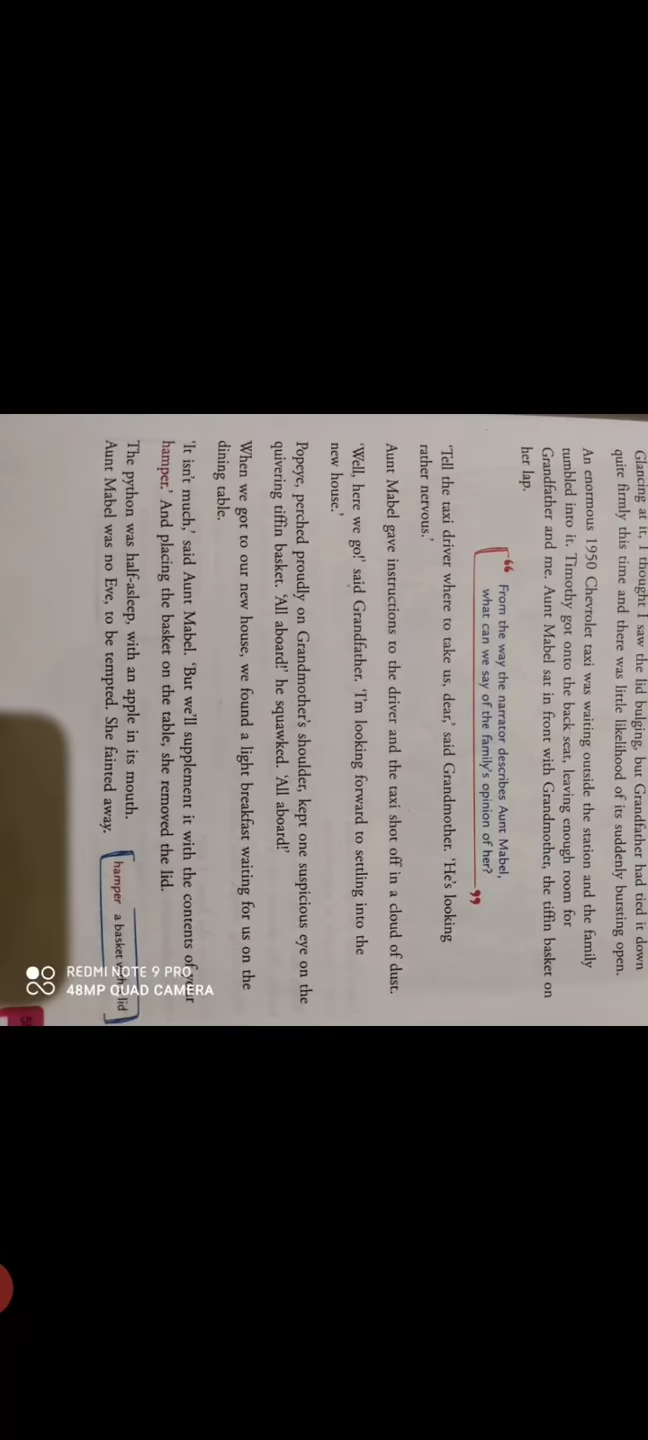 Glancing at it, I thought I saw the lid bulging, but Grandfather had tied it down
quite firmly this time and there was little likelihood of its suddenly bursting open.
An enormous 1950 Chevrolet taxi was waiting outside the station and the family
tumbled into it. Timothy got onto the back seat, leaving enough room for
Grandfather and me. Aunt Mabel sat in front with Grandmother, the tiffin basket on
her lap.
“ From the way the narrator describes Aunt Mabel,
what can we say of the family's opinion of her? ”
'Tell the taxi driver where to take us, dear,' said Grandmother. 'He's looking
rather nervous.'
Aunt Mabel gave instructions to the driver and the taxi shot off in a cloud of dust.
'Well, here we go!' said Grandfather. 'I'm looking forward to settling into the
new house.'
Popeye, perched proudly on Grandmother's shoulder, kept one suspicious eye on the
quivering tiffin basket. 'All aboard!' he squawked. 'All aboard!'
When we got to our new house, we found a light breakfast waiting for us on the
dining table.
'It isn't much,' said Aunt Mabel. 'But we'll supplement it with the contents of
hamper.' And placing the basket on the table, she removed the lid.
The python was half-asleep, with an apple in its mouth.
Aunt Mabel was no Eve, to be tempted. She fainted away.
hamper a basket lid
REDMI NOTE 9 PRO
48MP QUAD CAMERA